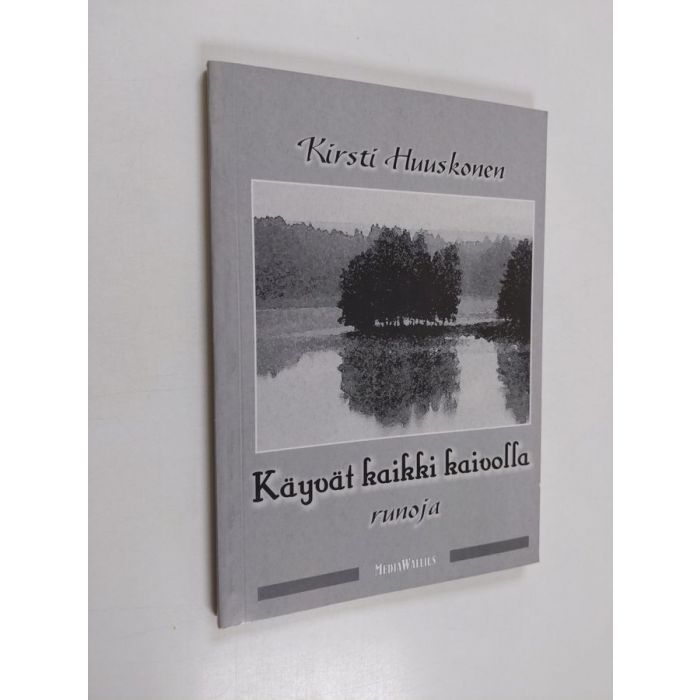 Kirsti Huuskonen
Käyvät kaikki kaivolla
runoja
MEDIAWALLIUS